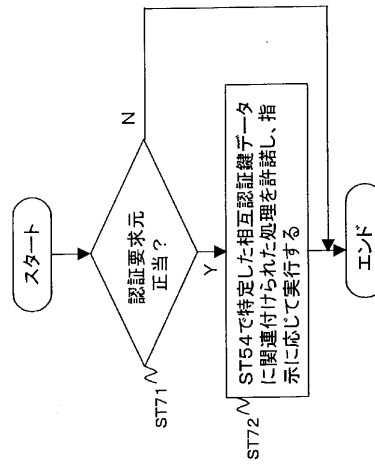 スタート
認証要求元
正当?
N
Y
ST71
ST54で特定した相互認証鍵データ
に関連付けられた処理を許諾し、指
示に応じて実行する
ST72
エンド